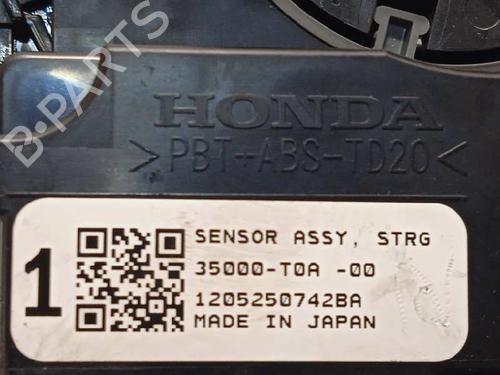 B-PARTS
HONDA
>PBT+ABS-TD20<
1
SENSOR ASSY, STRG
35000-T0A -00
1205250742BA
MADE IN JAPAN